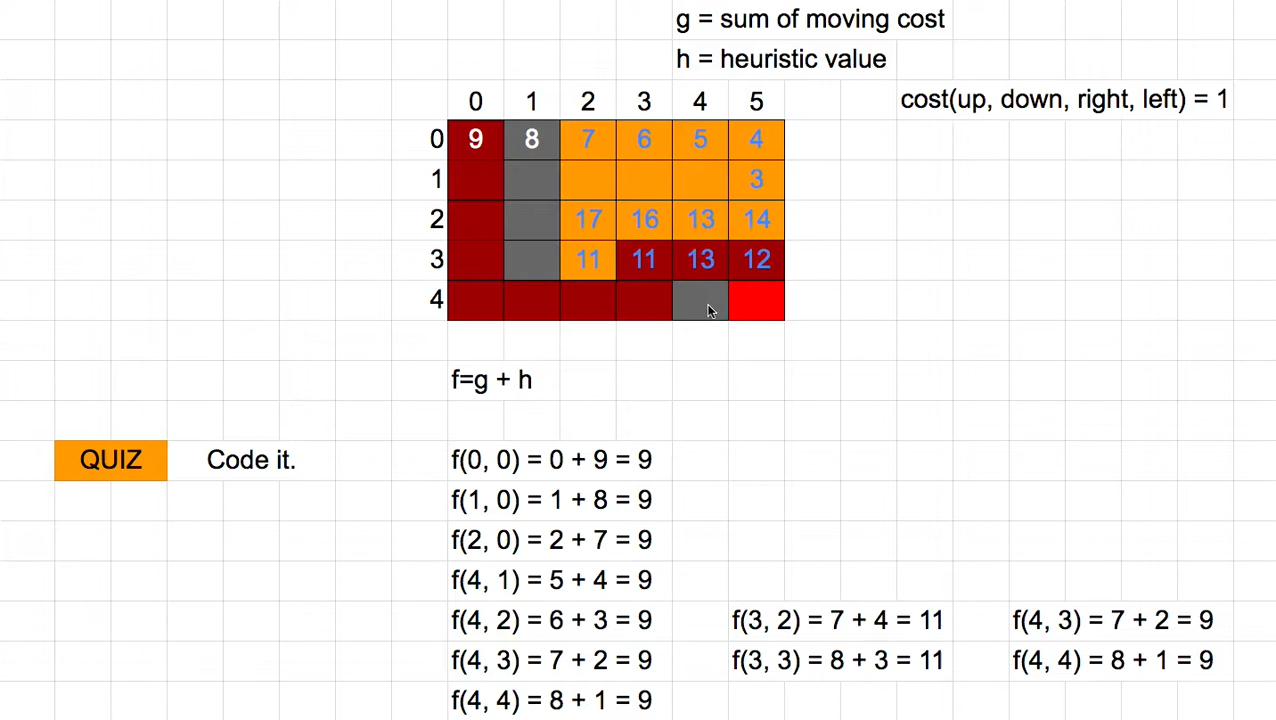 g = sum of moving cost
h = heuristic value
cost(up, down, right, left) = 1
0 1 2 3 4 5
0 9 8 7 6 5 4
1 3
2 17 16 13 14
3 11 11 13 12
4
f=g + h
QUIZ Code it.
f(0, 0) = 0 + 9 = 9
f(1, 0) = 1 + 8 = 9
f(2, 0) = 2 + 7 = 9
f(4, 1) = 5 + 4 = 9
f(4, 2) = 6 + 3 = 9 f(3, 2) = 7 + 4 = 11 f(4, 3) = 7 + 2 = 9
f(4, 3) = 7 + 2 = 9 f(3, 3) = 8 + 3 = 11 f(4, 4) = 8 + 1 = 9
f(4, 4) = 8 + 1 = 9